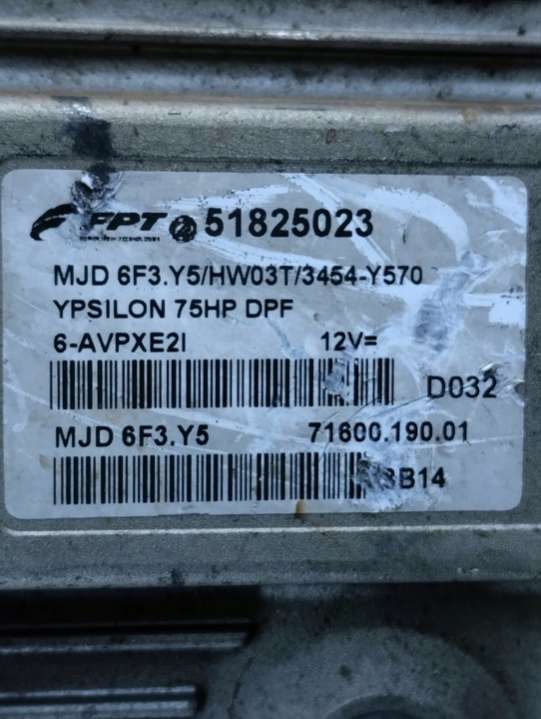 FPT 51825023
MJD 6F3.Y5/HW03T/3454-Y570
YPSILON 75HP DPF
6-AVPXE2I 12V=
D032
MJD 6F3.Y5 71600.190.01
B14